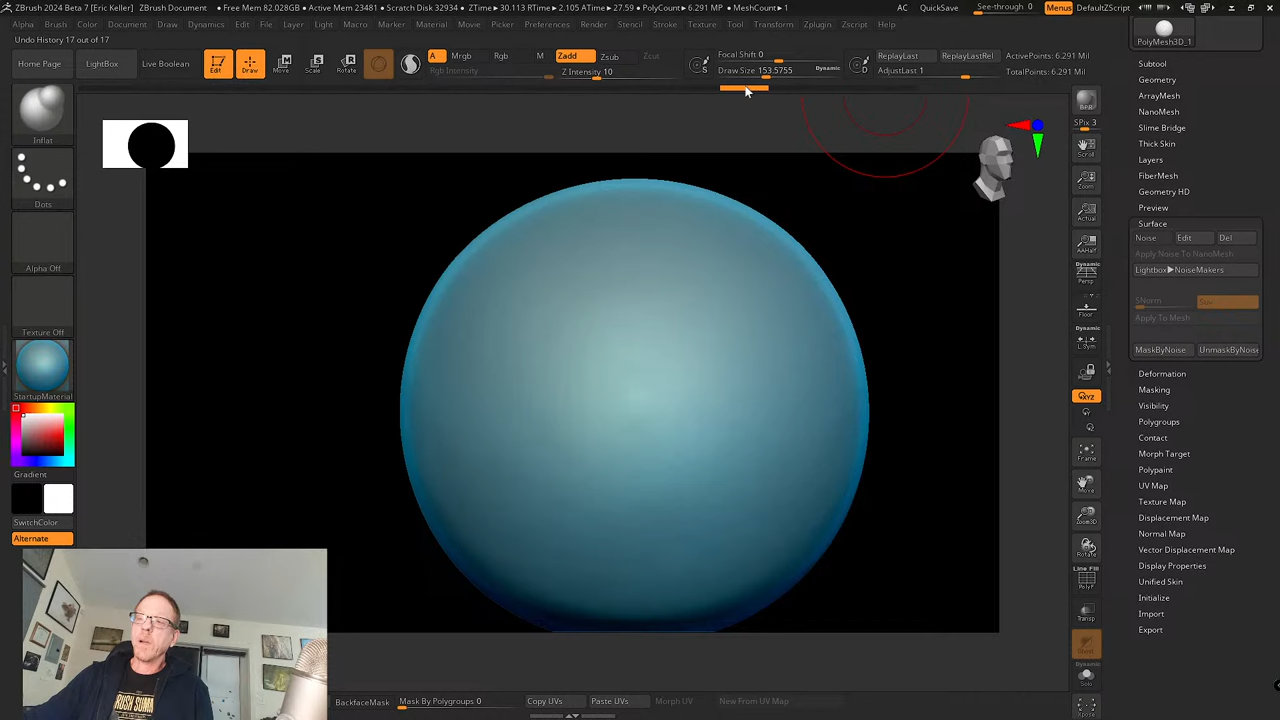 ZBrush 2024 Beta 7 [Eric Keller] ZBrush Document • Free Mem 82.028GB • Active Mem 23481 • Scratch Disk 32934 • ZTime▶30.113 RTime▶2.105 ATime▶27.59 • PolyCount▶6.291 MP • MeshCount▶1
AC QuickSave See-through 0 Menus DefaultZScript
Alpha Brush Color Document Draw Dynamics Edit File Layer Light Macro Marker Material Movie Picker Preferences Render Stencil Stroke Texture Tool Transform Zplugin Zscript Help
Undo History 17 out of 17
Home Page LightBox Live Boolean Edit Draw Move Scale Rotate
A Mrgb Rgb M Zadd Zsub Zcut
Rgb Intensity Z Intensity 10
S Focal Shift 0
Draw Size 153.5755 Dynamic
D ReplayLast ReplayLastRel ActivePoints: 6.291 Mil
AdjustLast 1 TotalPoints: 6.291 Mil
Inflat
Dots
Alpha Off
Texture Off
StartupMaterial
Gradient
SwitchColor
Alternate
BPR
SPix 3
Scroll
Zoom
Actual
AAHalf
Dynamic
Persp
Floor
Dynamic
L.Sym
XYZ
Frame
Move
Zoom3D
Rotate
Line Fill
PolyF
Transp
Dynamic
Solo
Xpose
PolyMesh3D_1
Subtool
Geometry
ArrayMesh
NanoMesh
Slime Bridge
Thick Skin
Layers
FiberMesh
Geometry HD
Preview
Surface
Noise Edit Del
Apply Noise To NanoMesh
Lightbox▶NoiseMakers
SNorm
Apply To Mesh
MaskByNoise UnmaskByNoise
Deformation
Masking
Visibility
Polygroups
Contact
Morph Target
Polypaint
UV Map
Texture Map
Displacement Map
Normal Map
Vector Displacement Map
Display Properties
Unified Skin
Initialize
Import
Export
BackfaceMask Mask By Polygroups 0 Copy UVs Paste UVs Morph UV New From UV Map